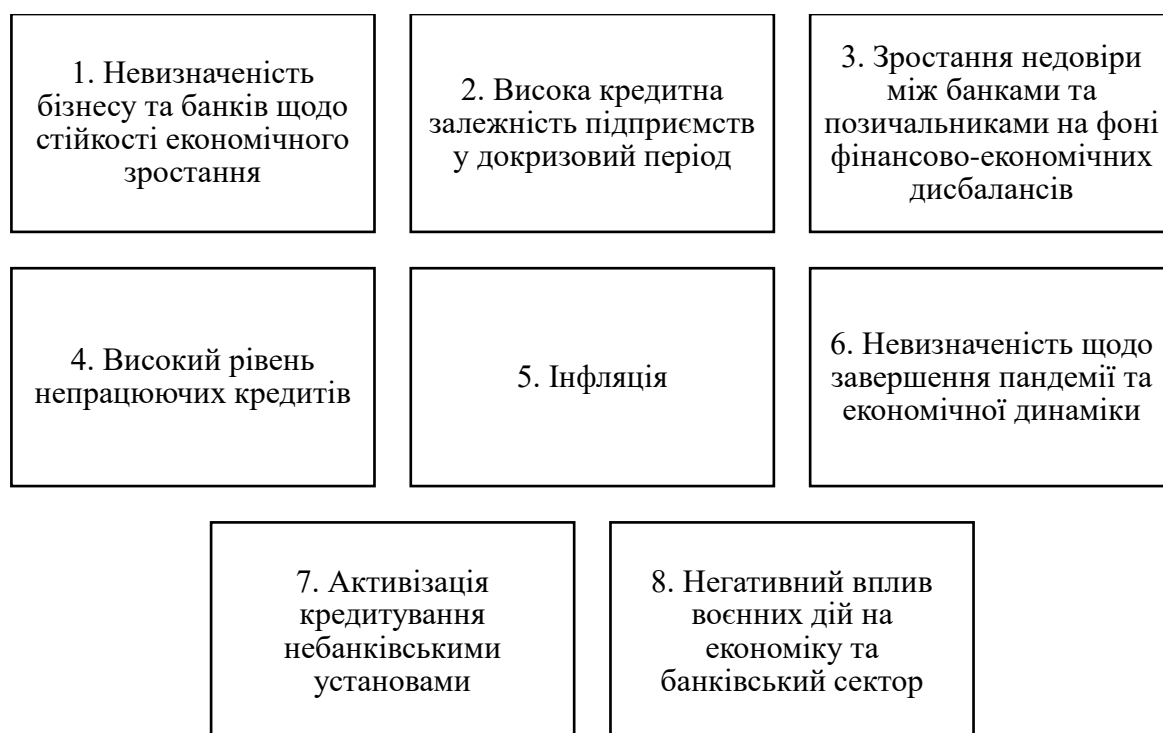 1. Невизначеність
бізнесу та банків щодо
стійкості економічного
зростання
2. Висока кредитна
залежність підприємств
у докризовий період
3. Зростання недовіри
між банками та
позичальниками на фоні
фінансово-економічних
дисбалансів
4. Високий рівень
непрацюючих кредитів
5. Інфляція
6. Невизначеність щодо
завершення пандемії та
економічної динаміки
7. Активізація
кредитування
небанківськими
установами
8. Негативний вплив
воєнних дій на
економіку та
банківський сектор